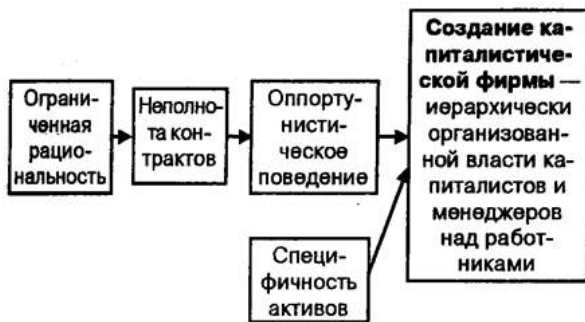 Ограни-
ченная
рацио-
нальность
Неполно-
та кон-
трактов
Оппорту-
нисти-
ческое
поведение
Специ-
фичность
активов
Создание ка-
питалистиче-
ской фирмы —
иерархически
организован-
ной власти ка-
питалистов и
менеджеров
над работ-
никами